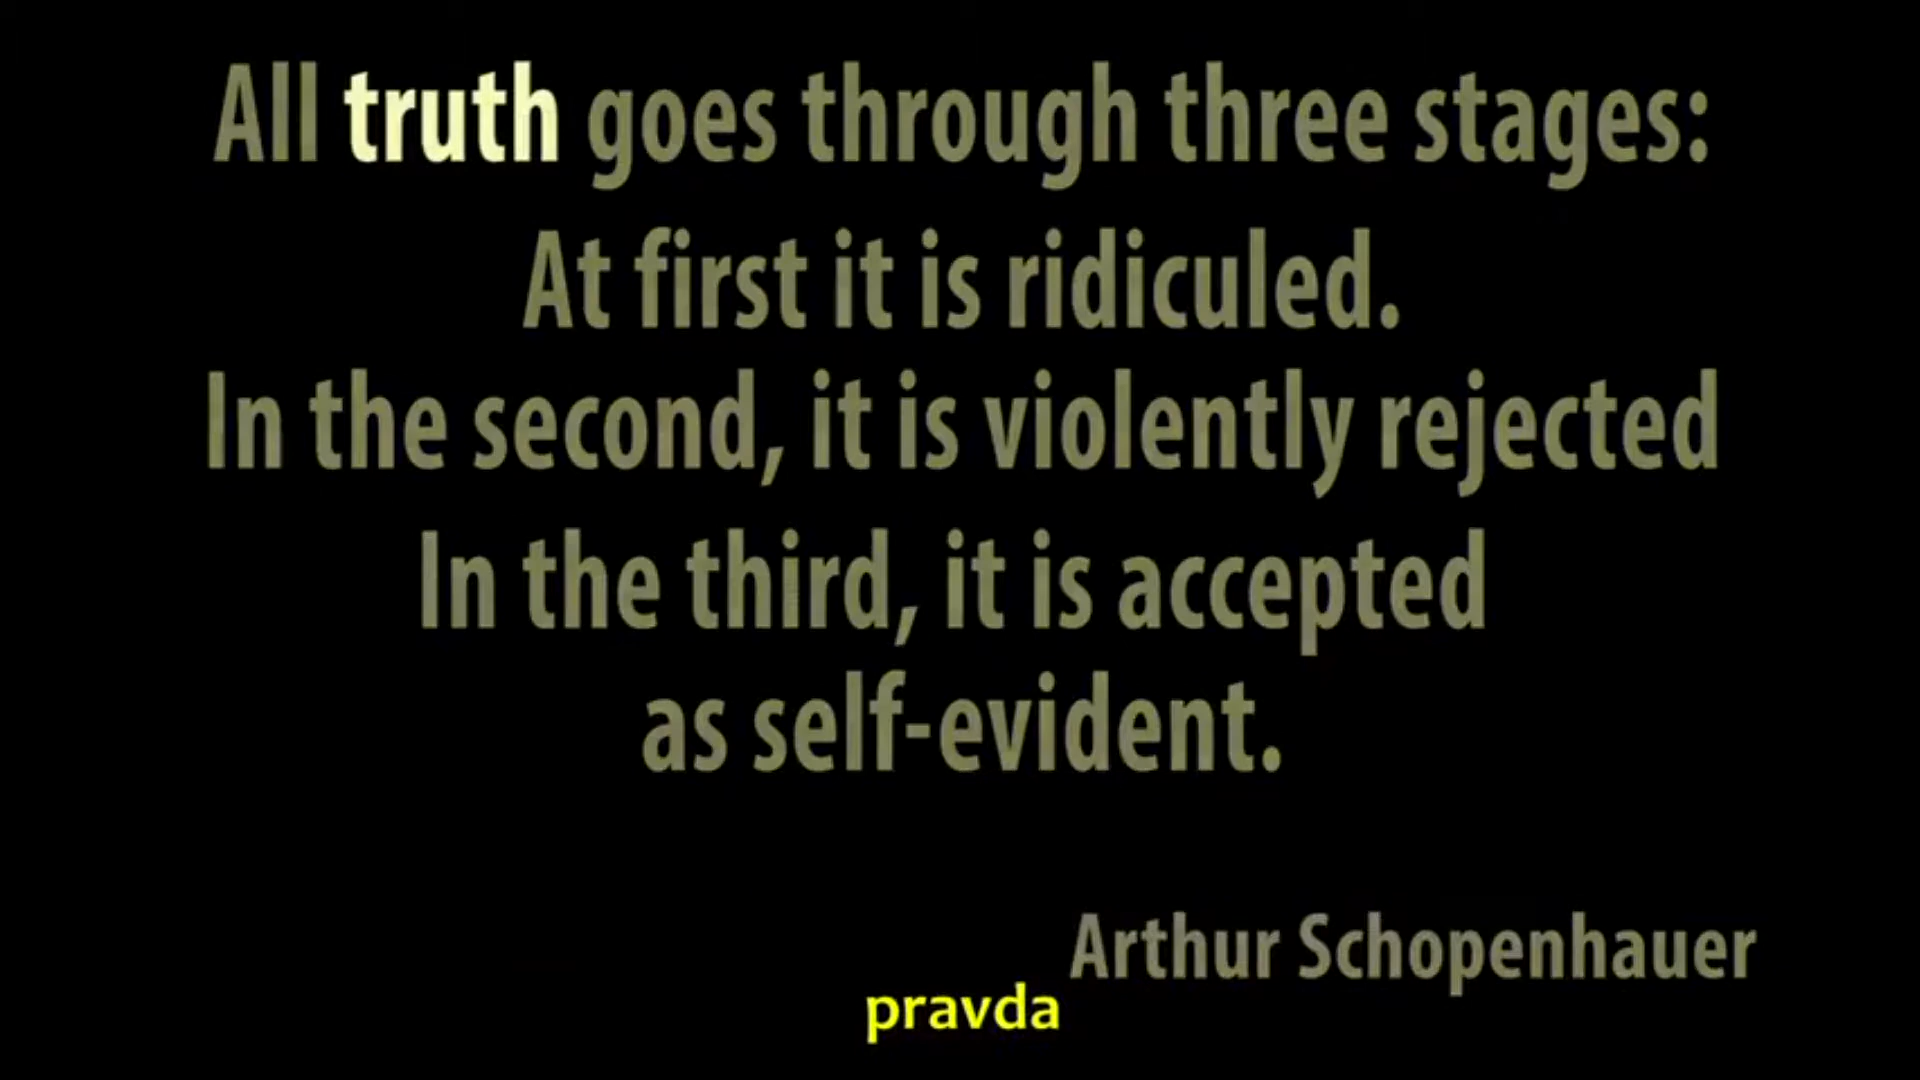 All truth goes through three stages:
At first it is ridiculed.
In the second, it is violently rejected
In the third, it is accepted
as self-evident.
Arthur Schopenhauer
pravda